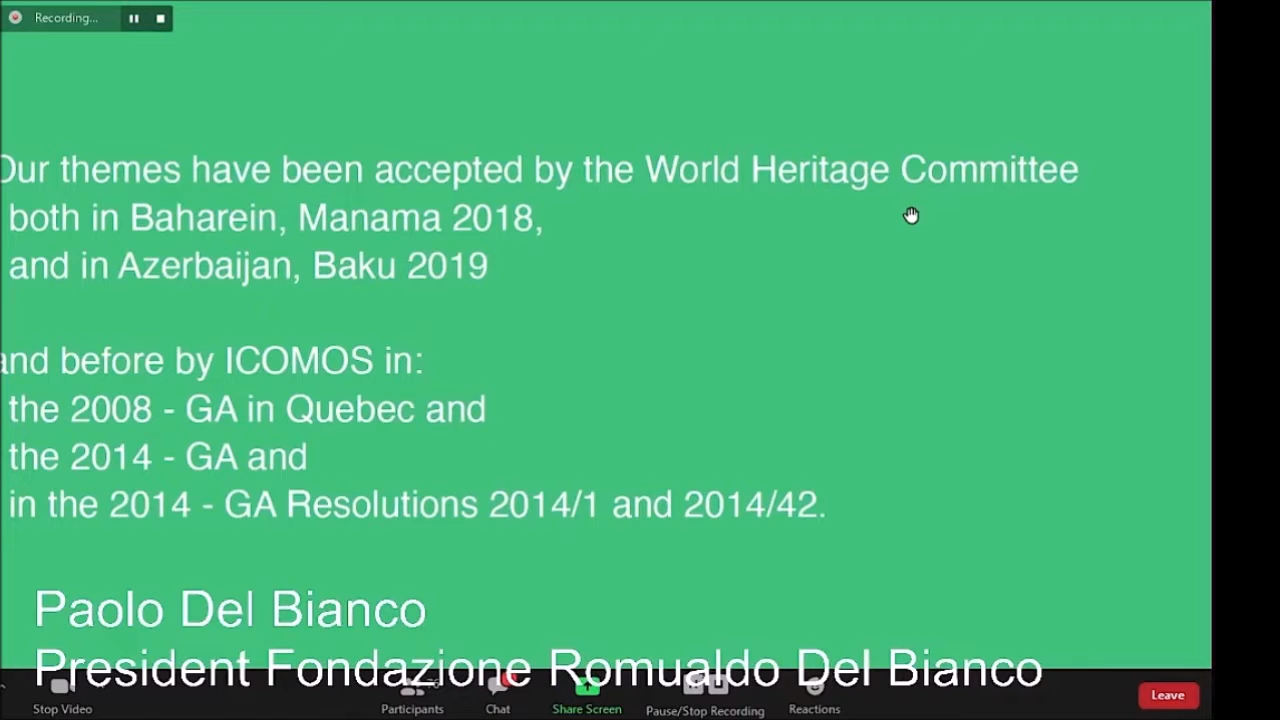 Recording...
Our themes have been accepted by the World Heritage Committee
both in Baharein, Manama 2018,
and in Azerbaijan, Baku 2019
and before by ICOMOS in:
the 2008 - GA in Quebec and
the 2014 - GA and
in the 2014 - GA Resolutions 2014/1 and 2014/42.
Paolo Del Bianco
President Fondazione Romualdo Del Bianco
Stop Video
Participants
Chat
Share Screen
Pause/Stop Recording
Reactions
Leave